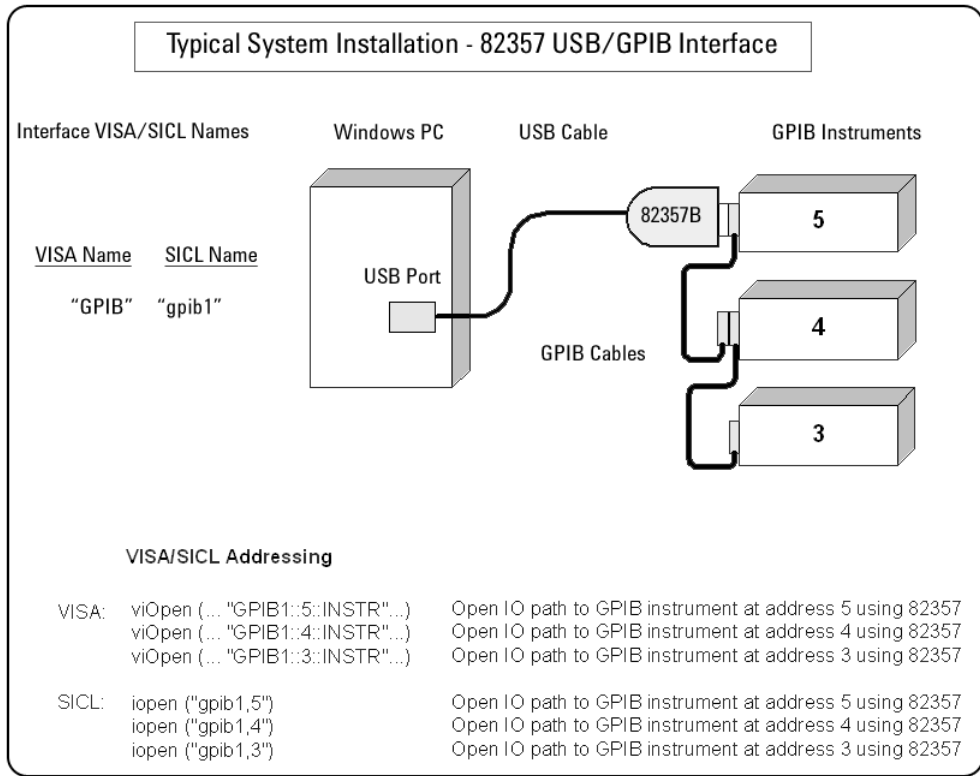 Typical System Installation - 82357 USB/GPIB Interface
Interface VISA/SICL Names
Windows PC
USB Cable
GPIB Instruments
VISA Name
SICL Name
“GPIB”
“gpib1”
USB Port
82357B
5
GPIB Cables
4
3
VISA/SICL Addressing
VISA: viOpen (... "GPIB1::5::INSTR"...) Open IO path to GPIB instrument at address 5 using 82357
viOpen (... "GPIB1::4::INSTR"...) Open IO path to GPIB instrument at address 4 using 82357
viOpen (... "GPIB1::3::INSTR"...) Open IO path to GPIB instrument at address 3 using 82357
SICL: iopen ("gpib1,5") Open IO path to GPIB instrument at address 5 using 82357
iopen ("gpib1,4") Open IO path to GPIB instrument at address 4 using 82357
iopen ("gpib1,3") Open IO path to GPIB instrument at address 3 using 82357